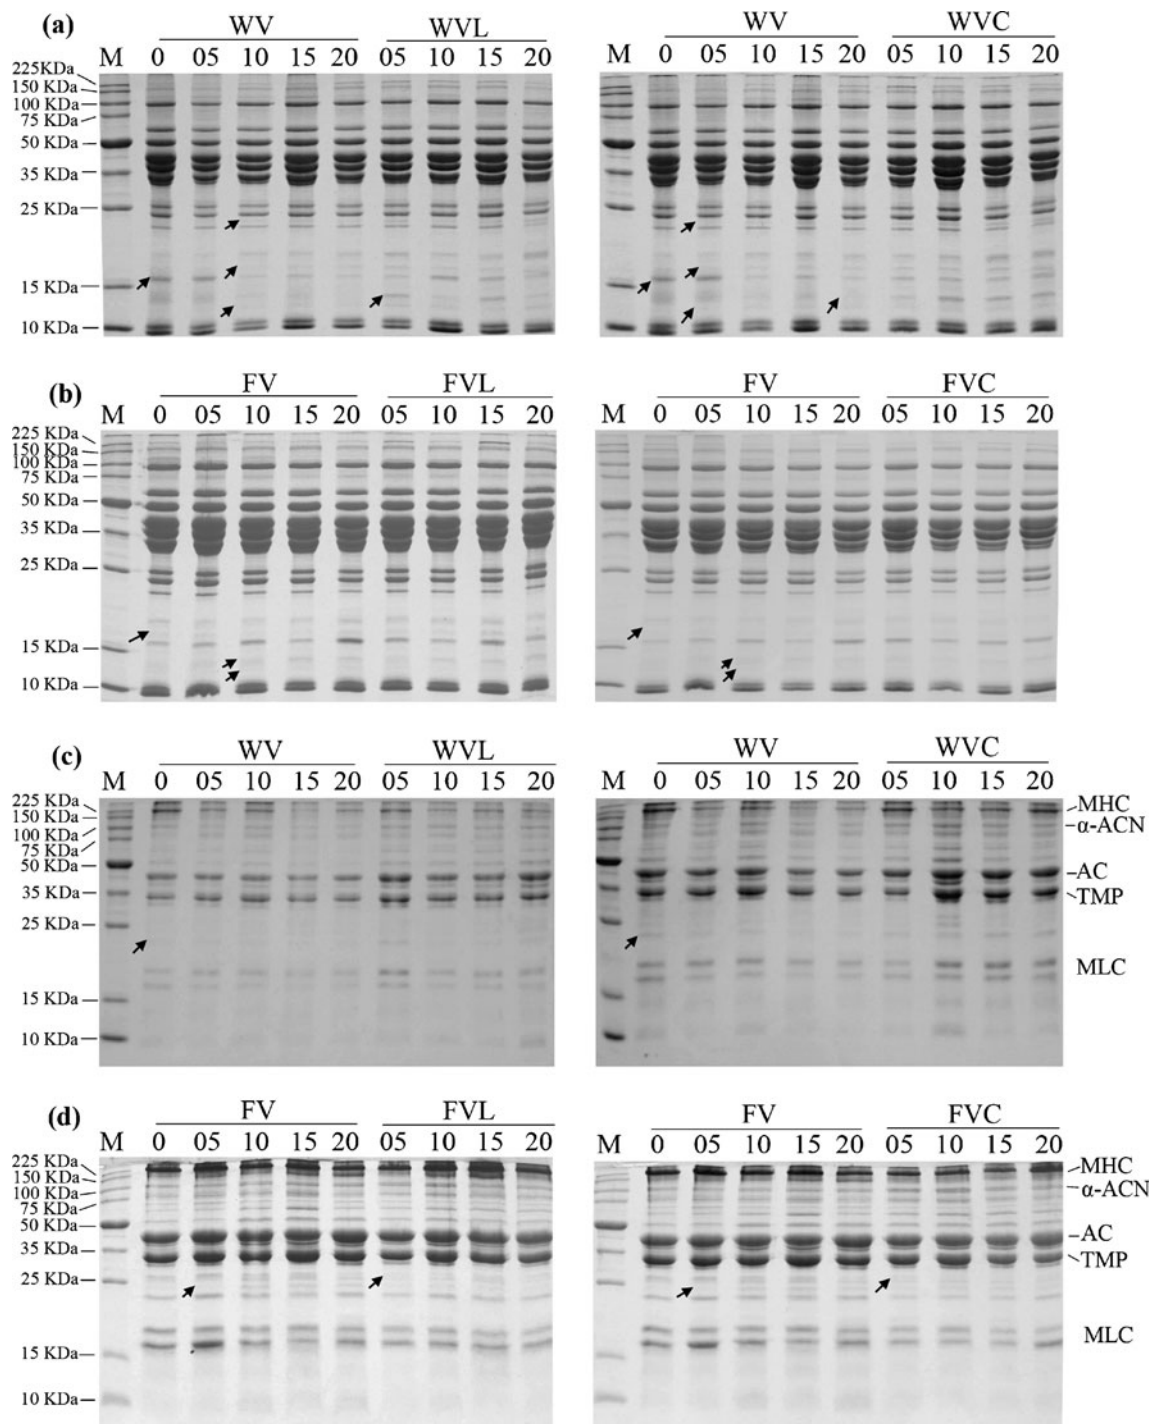 (a) WV WVL WV WVC
M 0 05 10 15 20 05 10 15 20 M 0 05 10 15 20 05 10 15 20
225KDa
150 KDa
100 KDa
75 KDa
50 KDa
35 KDa
25 KDa
15 KDa
10 KDa
(b) FV FVL FV FVC
M 0 05 10 15 20 05 10 15 20 M 0 05 10 15 20 05 10 15 20
225 KDa
150 KDa
100 KDa
75 KDa
50 KDa
35 KDa
25 KDa
15 KDa
10 KDa
(c) WV WVL WV WVC
M 0 05 10 15 20 05 10 15 20 M 0 05 10 15 20 05 10 15 20
225 KDa
150 KDa
100 KDa
75 KDa
50 KDa
35 KDa
25 KDa
15 KDa
10 KDa
MHC
α-ACN
AC
TMP
MLC
(d) FV FVL FV FVC
M 0 05 10 15 20 05 10 15 20 M 0 05 10 15 20 05 10 15 20
225 KDa
150 KDa
100 KDa
75 KDa
50 KDa
35 KDa
25 KDa
15 KDa
10 KDa
MHC
α-ACN
AC
TMP
MLC